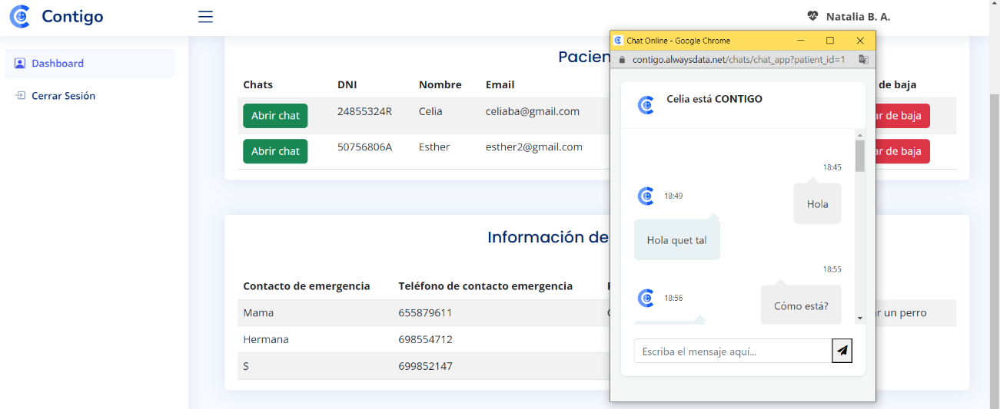 Contigo
Natalia B. A.
Dashboard
Cerrar Sesión
Chats DNI Nombre Email de baja
Abrir chat 24855324R Celia celiaba@gmail.com de baja
Abrir chat 50756806A Esther esther2@gmail.com de baja
Información de
Contacto de emergencia Teléfono de contacto emergencia
Mama 655879611 un perro
Hermana 698554712
S 699852147
Chat Online - Google Chrome
contigo.alwaysdata.net/chats/chat_app?patient_id=1
Celia está CONTIGO
18:45
Hola
18:49
Hola quet tal
18:55
Cómo está?
18:56
Escriba el mensaje aquí...